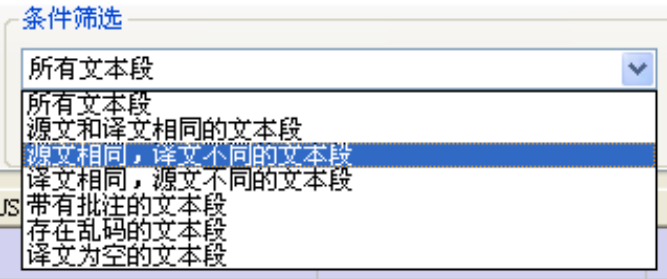 条件筛选
所有文本段
所有文本段
源文和译文相同的文本段
源文相同，译文不同的文本段
译文相同，源文不同的文本段
带有批注的文本段
存在乱码的文本段
译文为空的文本段